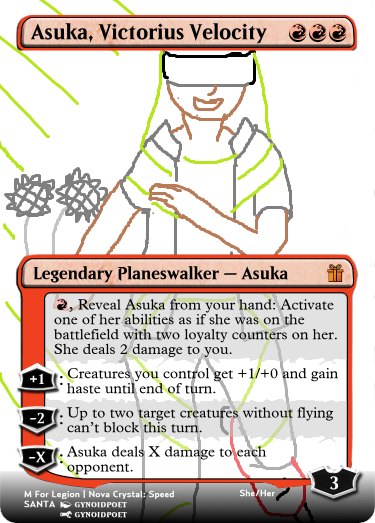 Asuka, Victorius Velocity
Legendary Planeswalker — Asuka
, Reveal Asuka from your hand: Activate
one of her abilities as if she was on the
battlefield with two loyalty counters on her.
She deals 2 damage to you.
+1 : Creatures you control get +1/+0 and gain
haste until end of turn.
-2 : Up to two target creatures without flying
can't block this turn.
-X : Asuka deals X damage to each
opponent.
3
M For Legion | Nova Crystal: Speed
She/Her
SANTA GYNOIDPOET
GYNOIDPOET